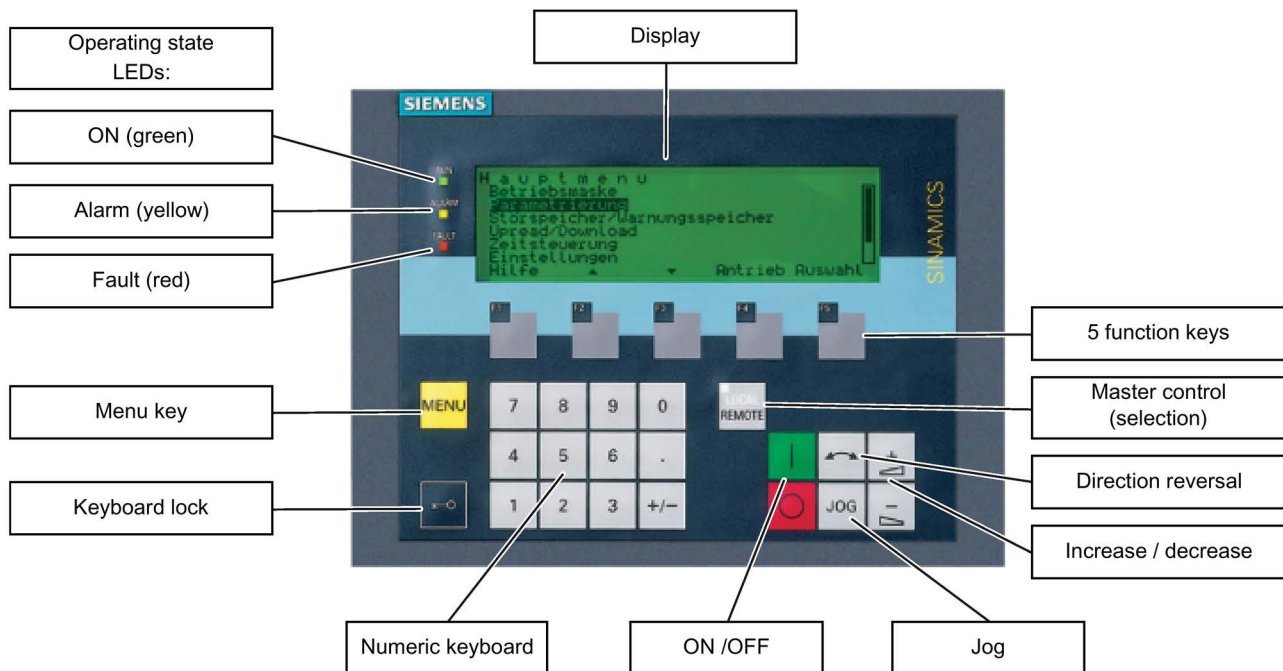 Operating state
LEDs:
Display
SIEMENS
ON (green)
RUN
Alarm (yellow)
ALARM
Fault (red)
FAULT
Hauptmenu
Betriebsmaske
Parametrierung
Störspeicher/Warnungsspeicher
Upread/Download
Zeitsteuerung
Einstellungen
Hilfe Antrieb Auswahl
SINAMICS
F1 F2 F3 F4 F5
5 function keys
Menu key
MENU
7 8 9 0
LOCAL
REMOTE
Master control
(selection)
4 5 6 .
+
Direction reversal
Keyboard lock
1 2 3 +/-
JOG
-
Increase / decrease
Numeric keyboard
ON /OFF
Jog